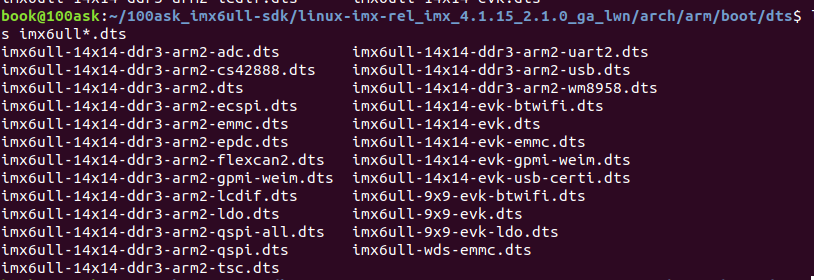 book@100ask:~/100ask_imx6ull-sdk/linux-imx-rel_imx_4.1.15_2.1.0_ga_lwn/arch/arm/boot/dts$ l
s imx6ull*.dts
imx6ull-14x14-ddr3-arm2-adc.dts imx6ull-14x14-ddr3-arm2-uart2.dts
imx6ull-14x14-ddr3-arm2-cs42888.dts imx6ull-14x14-ddr3-arm2-usb.dts
imx6ull-14x14-ddr3-arm2.dts imx6ull-14x14-ddr3-arm2-wm8958.dts
imx6ull-14x14-ddr3-arm2-ecspi.dts imx6ull-14x14-evk-btwifi.dts
imx6ull-14x14-ddr3-arm2-emmc.dts imx6ull-14x14-evk.dts
imx6ull-14x14-ddr3-arm2-epdc.dts imx6ull-14x14-evk-emmc.dts
imx6ull-14x14-ddr3-arm2-flexcan2.dts imx6ull-14x14-evk-gpmi-weim.dts
imx6ull-14x14-ddr3-arm2-gpmi-weim.dts imx6ull-14x14-evk-usb-certi.dts
imx6ull-14x14-ddr3-arm2-lcdif.dts imx6ull-9x9-evk-btwifi.dts
imx6ull-14x14-ddr3-arm2-ldo.dts imx6ull-9x9-evk.dts
imx6ull-14x14-ddr3-arm2-qspi-all.dts imx6ull-9x9-evk-ldo.dts
imx6ull-14x14-ddr3-arm2-qspi.dts imx6ull-wds-emmc.dts
imx6ull-14x14-ddr3-arm2-tsc.dts